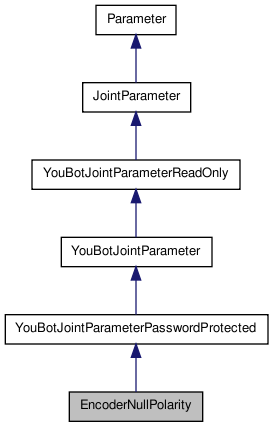 Parameter
JointParameter
YouBotJointParameterReadOnly
YouBotJointParameter
YouBotJointParameterPasswordProtected
EncoderNullPolarity